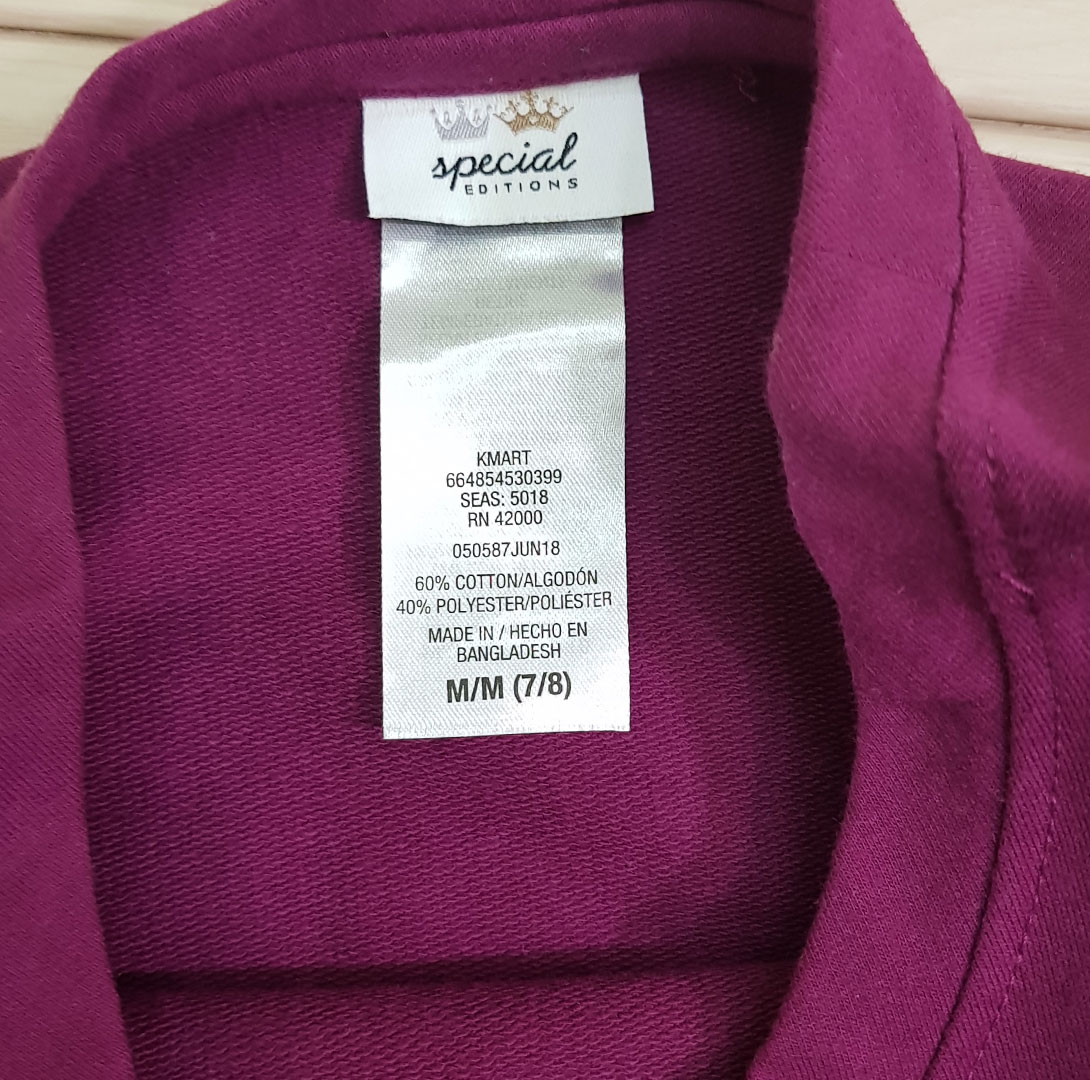 special
EDITIONS
KMART
664854530399
SEAS: 5018
RN 42000
050587JUN18
60% COTTON/ALGODÓN
40% POLYESTER/POLIÉSTER
MADE IN / HECHO EN
BANGLADESH
M/M (7/8)